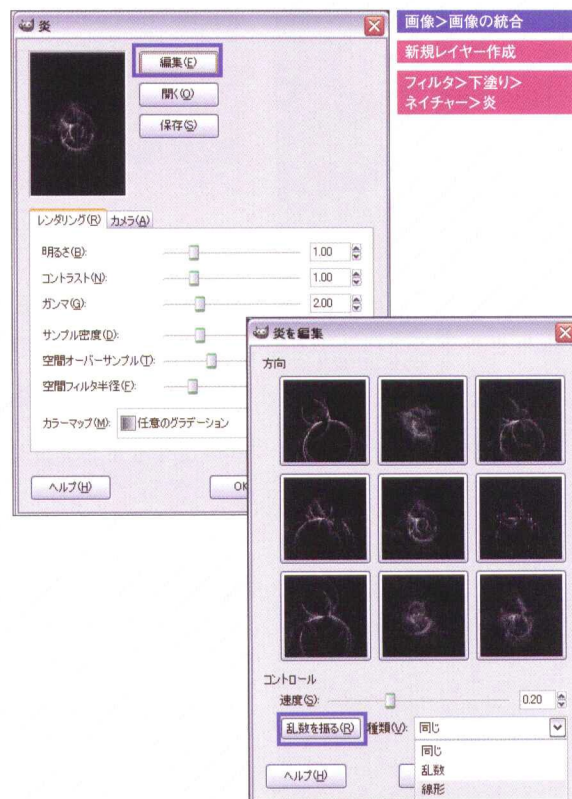 炎
編集(E)
開く(O)
保存(S)
画像>画像の統合
新規レイヤー作成
フィルタ>下塗り>
ネイチャー>炎
レンダリング(R) カメラ(A)
明るさ(B): 1.00
コントラスト(N): 1.00
ガンマ(G): 2.00
サンプル密度(D):
空間オーバーサンプル(T):
空間フィルタ半径(F):
カラーマップ(M): 任意のグラデーション
ヘルプ(H) OK
炎を編集
方向
コントロール
速度(S): 0.20
乱数を振る(R) 種類(V): 同じ
同じ
乱数
線形
ヘルプ(H)